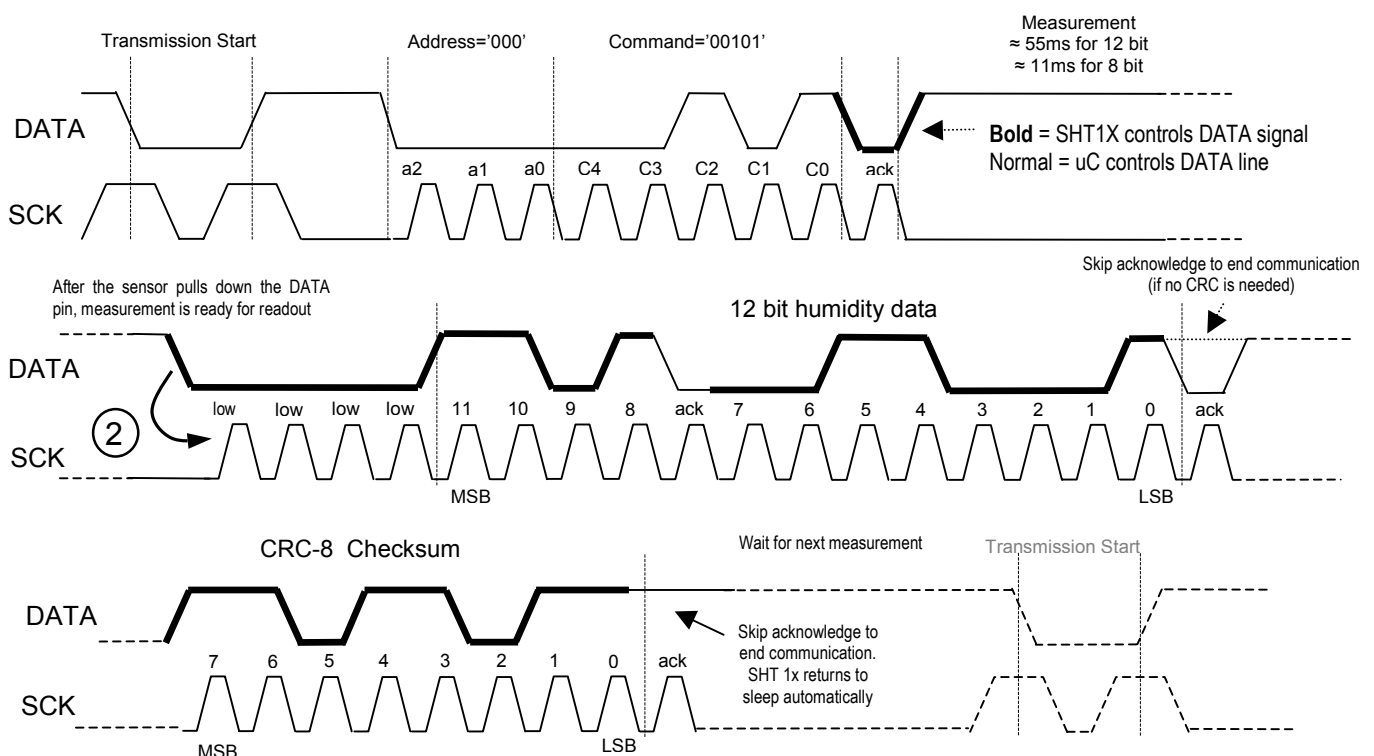 Transmission Start
Address='000'
Command='00101'
Measurement
≈ 55ms for 12 bit
≈ 11ms for 8 bit
DATA
Bold = SHT1X controls DATA signal
Normal = uC controls DATA line
a2 a1 a0 C4 C3 C2 C1 C0 ack
SCK
After the sensor pulls down the DATA
pin, measurement is ready for readout
12 bit humidity data
Skip acknowledge to end communication
(if no CRC is needed)
DATA
low low low low 11 10 9 8 ack 7 6 5 4 3 2 1 0 ack
2
SCK
MSB
LSB
CRC-8 Checksum
Wait for next measurement
Transmission Start
DATA
Skip acknowledge to
end communication.
SHT 1x returns to
sleep automatically
7 6 5 4 3 2 1 0 ack
SCK
MSB
LSB